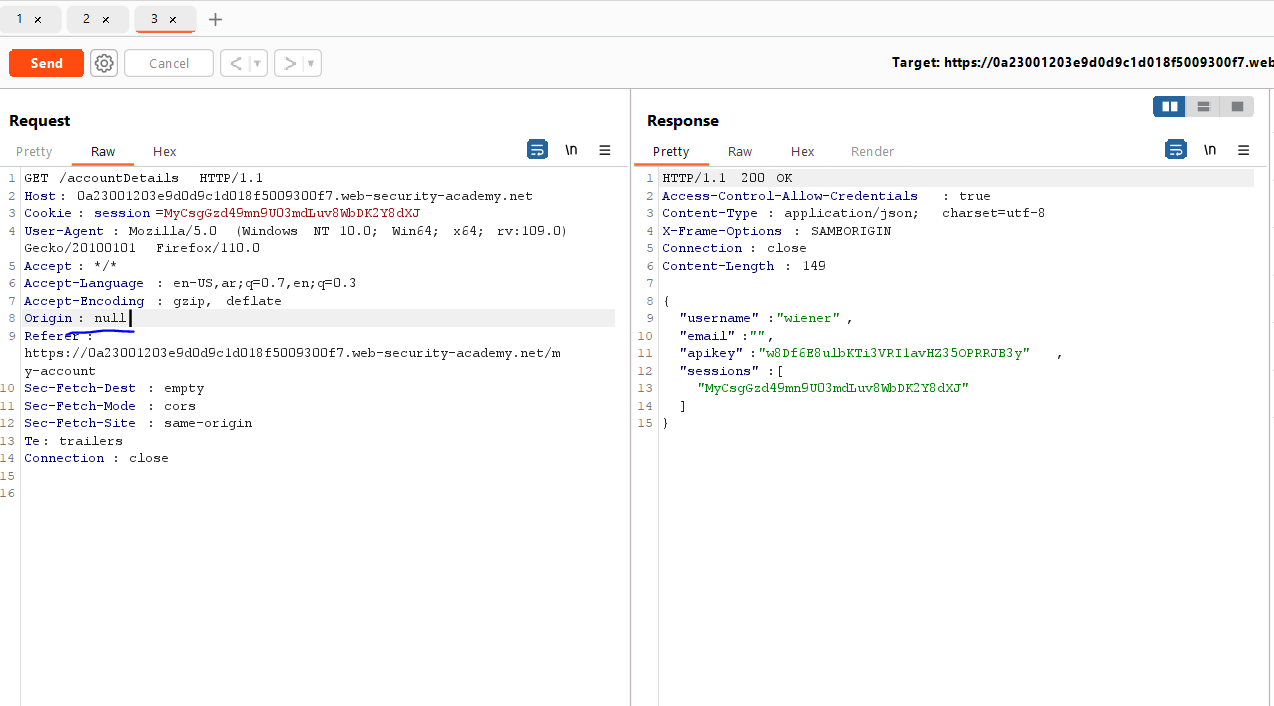 1 × 2 × 3 × +
Send Cancel < > Target: https://0a23001203e9d0d9c1d018f5009300f7.web
Request
Pretty Raw Hex \n
1 GET /accountDetails HTTP/1.1
2 Host : 0a23001203e9d0d9c1d018f5009300f7.web-security-academy.net
3 Cookie : session =MyCsgGzd49mn9U03mdLuv8WbDK2Y8dXJ
4 User-Agent : Mozilla/5.0 (Windows NT 10.0; Win64; x64; rv:109.0)
Gecko/20100101 Firefox/110.0
5 Accept : */*
6 Accept-Language : en-US,ar;q=0.7,en;q=0.3
7 Accept-Encoding : gzip, deflate
8 Origin : null
9 Referer :
https://0a23001203e9d0d9c1d018f5009300f7.web-security-academy.net/m
y-account
10 Sec-Fetch-Dest : empty
11 Sec-Fetch-Mode : cors
12 Sec-Fetch-Site : same-origin
13 Te : trailers
14 Connection : close
15
16
Response
Pretty Raw Hex Render \n
1 HTTP/1.1 200 OK
2 Access-Control-Allow-Credentials : true
3 Content-Type : application/json; charset=utf-8
4 X-Frame-Options : SAMEORIGIN
5 Connection : close
6 Content-Length : 149
7
8 {
9 "username" :"wiener" ,
10 "email" :"",
11 "apikey" :"w8Df6E8ulbKTi3VRI1avHZ35OPRRJB3y" ,
12 "sessions" :[
13 "MyCsgGzd49mn9U03mdLuv8WbDK2Y8dXJ"
14 ]
15 }